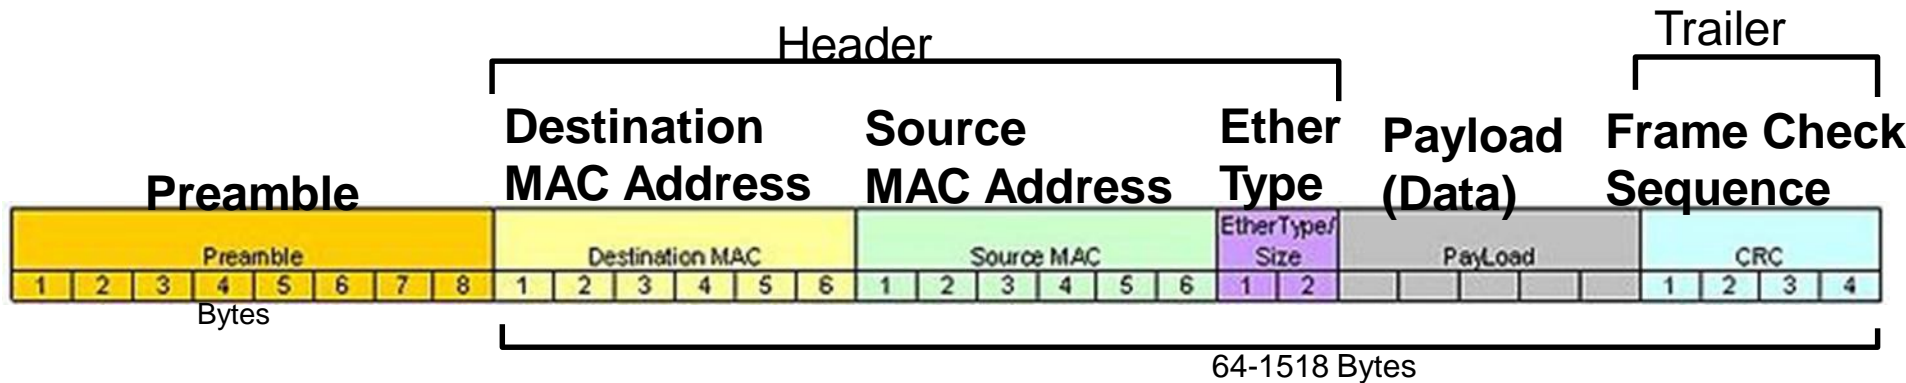 Header
Trailer
Preamble
Destination
MAC Address
Source
MAC Address
Ether
Type
Payload
(Data)
Frame Check
Sequence
Preamble
Destination MAC
Source MAC
EtherType/
Size
PayLoad
CRC
1 2 3 4 5 6 7 8 1 2 3 4 5 6 1 2 3 4 5 6 1 2 1 2 3 4
Bytes
64-1518 Bytes